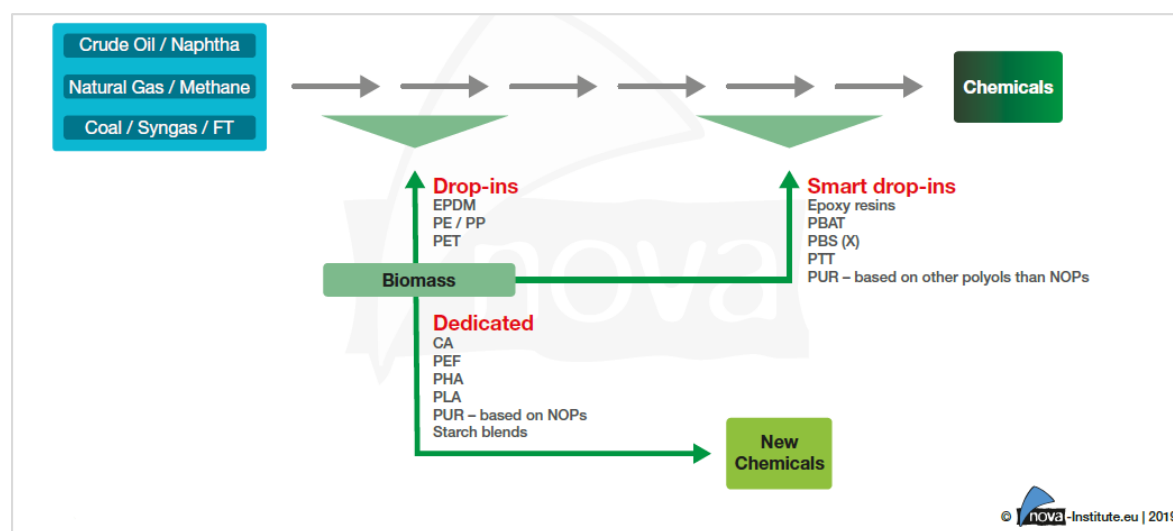 Crude Oil / Naphtha
Natural Gas / Methane
Coal / Syngas / FT
Chemicals
Drop-ins
EPDM
PE / PP
PET
Smart drop-ins
Epoxy resins
PBAT
PBS (X)
PTT
PUR – based on other polyols than NOPs
Biomass
nova
Dedicated
CA
PEF
PHA
PLA
PUR – based on NOPs
Starch blends
New
Chemicals
© nova-Institute.eu | 201